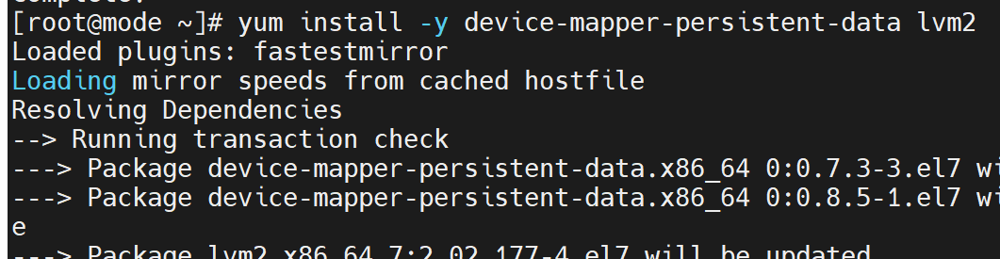 [root@mode ~]# yum install -y device-mapper-persistent-data lvm2
Loaded plugins: fastestmirror
Loading mirror speeds from cached hostfile
Resolving Dependencies
--> Running transaction check
---> Package device-mapper-persistent-data.x86_64 0:0.7.3-3.el7 wi
---> Package device-mapper-persistent-data.x86_64 0:0.8.5-1.el7 wi
e
---> Package lvm2.x86_64 7:2.02.177-4.el7 will be updated